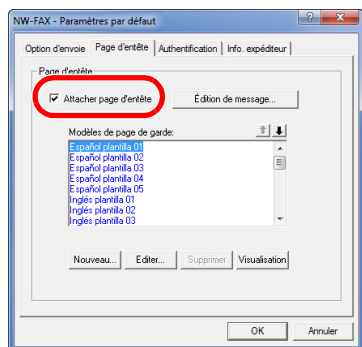 NW-FAX - Paramètres par défaut
Option d'envoie Page d'entête Authentification Info. expéditeur
Page d'entête
Attacher page d'entête Édition de message...
Modèles de page de garde:
Español plantilla 01
Español plantilla 02
Español plantilla 03
Español plantilla 04
Español plantilla 05
Inglés plantilla 01
Inglés plantilla 02
Inglés plantilla 03
Nouveau... Editer... Supprimer Visualisation
OK Annuler